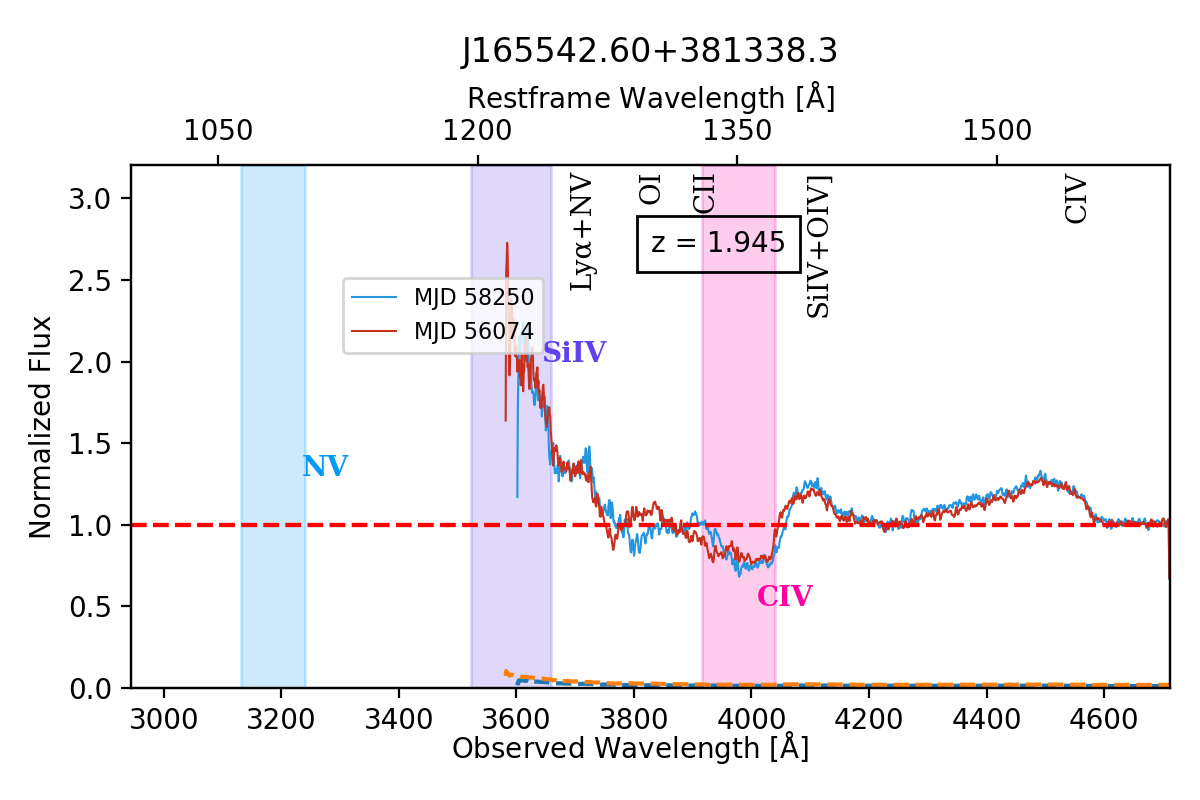 J165542.60+381338.3
Restframe Wavelength [Å]
1050 1200 1350 1500
Normalized Flux
3.0
2.5
2.0
1.5
1.0
0.5
0.0
Lyα+NV
OI
CII
SiIV+OIV]
CIV
z = 1.945
MJD 58250
MJD 56074
SiIV
NV
CIV
3000 3200 3400 3600 3800 4000 4200 4400 4600
Observed Wavelength [Å]